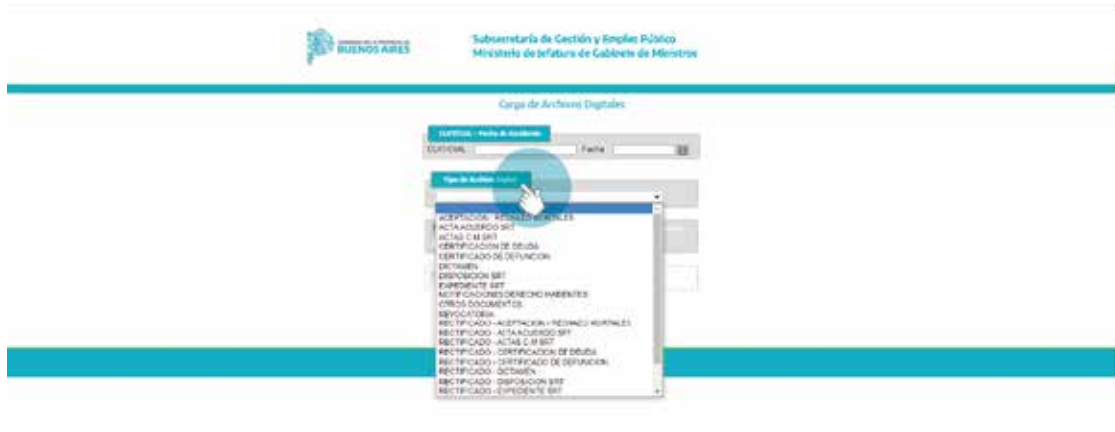 BUENOS AIRES
Subsecretaría de Gestión y Empleo Público
Ministerio de Jefatura de Gabinete de Ministros
Carga de Archivos Digitales
CUIT/CUIL - Fecha de Accidente
CUIT/CUIL Fecha
Tipo de Archivo Digital
ACEPTACION - RECHAZO MORTALES
ACTA ACUERDO SRT
ACTAS C.M SRT
CERTIFICACION DE DEUDA
CERTIFICADO DE DEFUNCION
DICTAMEN
DISPOSICION SRT
EXPEDIENTE SRT
NOTIFICACIONES DERECHO HABIENTES
OTROS DOCUMENTOS
REVOCATORIA
RECTIFICADO - ACEPTACION - RECHAZO MORTALES
RECTIFICADO - ACTA ACUERDO SRT
RECTIFICADO - ACTAS C.M SRT
RECTIFICADO - CERTIFICACION DE DEUDA
RECTIFICADO - CERTIFICADO DE DEFUNCION
RECTIFICADO - DICTAMEN
RECTIFICADO - DISPOSICION SRT
RECTIFICADO - EXPEDIENTE SRT